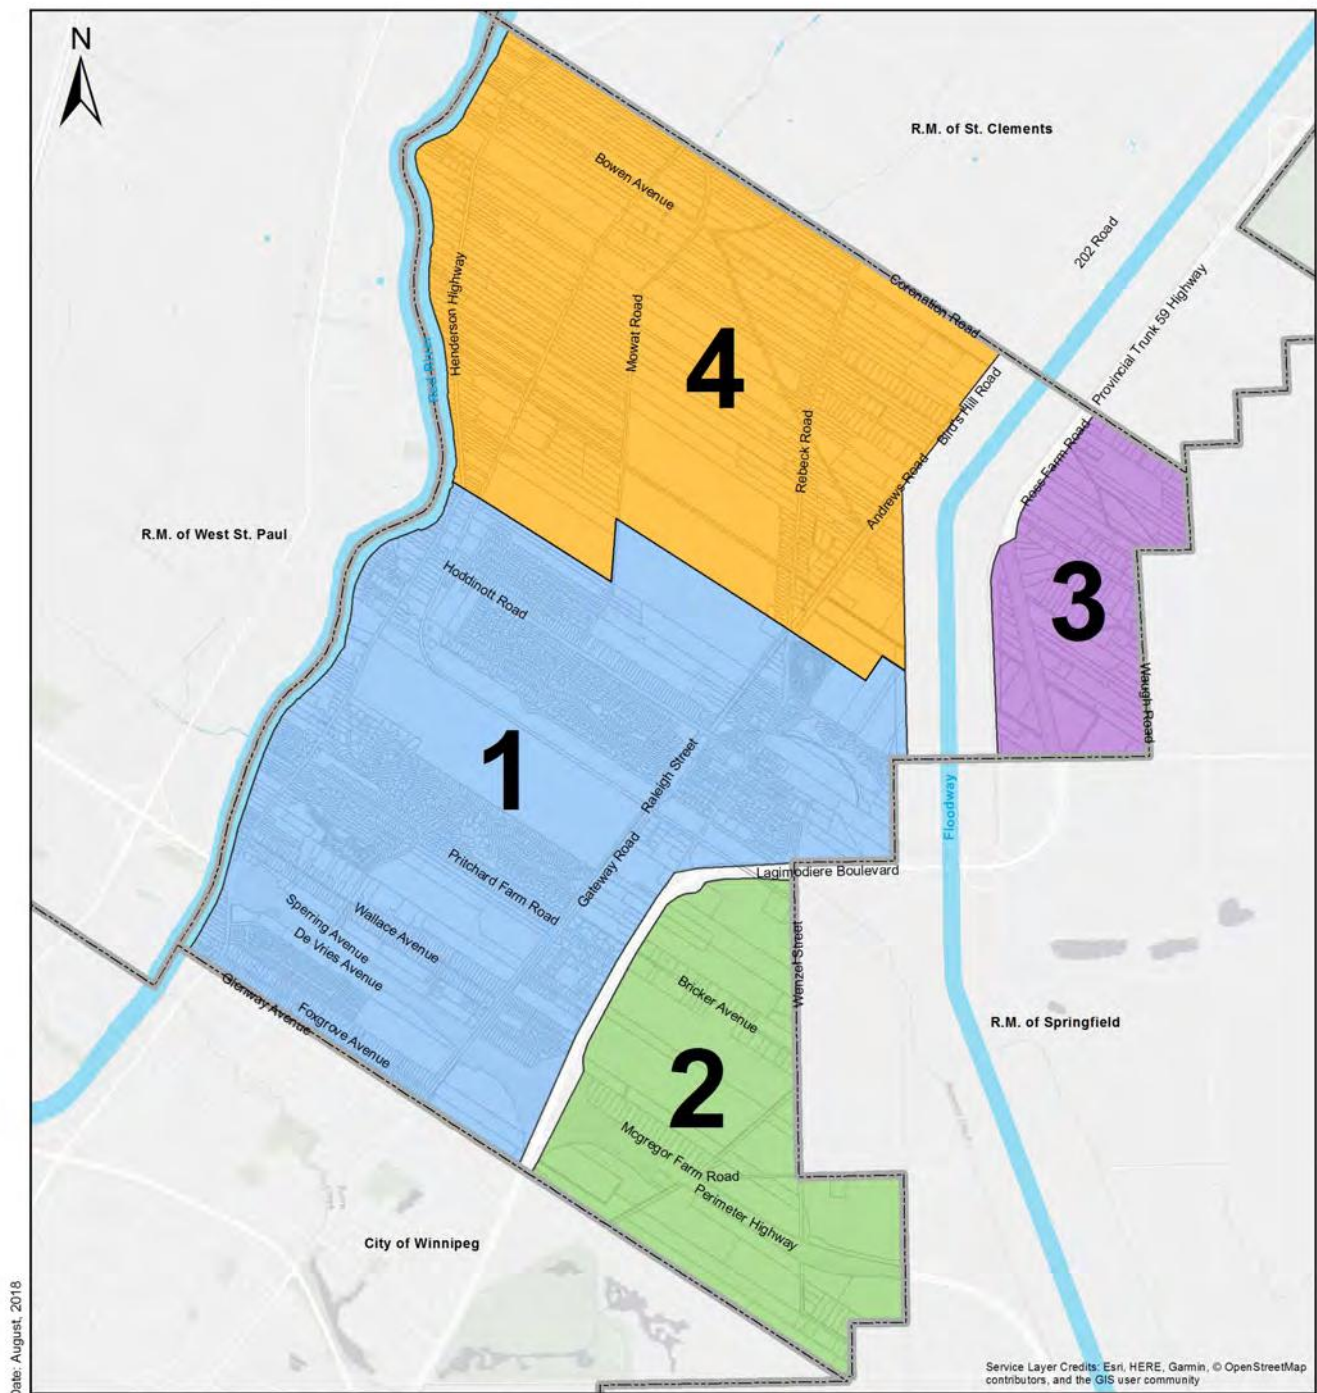 N
R.M. of St. Clements
Bowen Avenue
202 Road
Coronation Road
Provincial Trunk 59 Highway
Henderson Highway
Mowat Road
4
Red River
Bird's Hill Road
Rebeck Road
Andrews Road
Ross Farm Road
R.M. of West St. Paul
Hoddinott Road
3
Waugh Road
1
Raleigh Street
Floodway
Gateway Road
Pritchard Farm Road
Lagimodiere Boulevard
Sperring Avenue
Wallace Avenue
De Vries Avenue
Wenzel Street
Bricker Avenue
Glenway Avenue
Foxgrove Avenue
R.M. of Springfield
2
Mcgregor Farm Road
Perimeter Highway
City of Winnipeg
Date: August, 2018
Service Layer Credits: Esri, HERE, Garmin, © OpenStreetMap
contributors, and the GIS user community